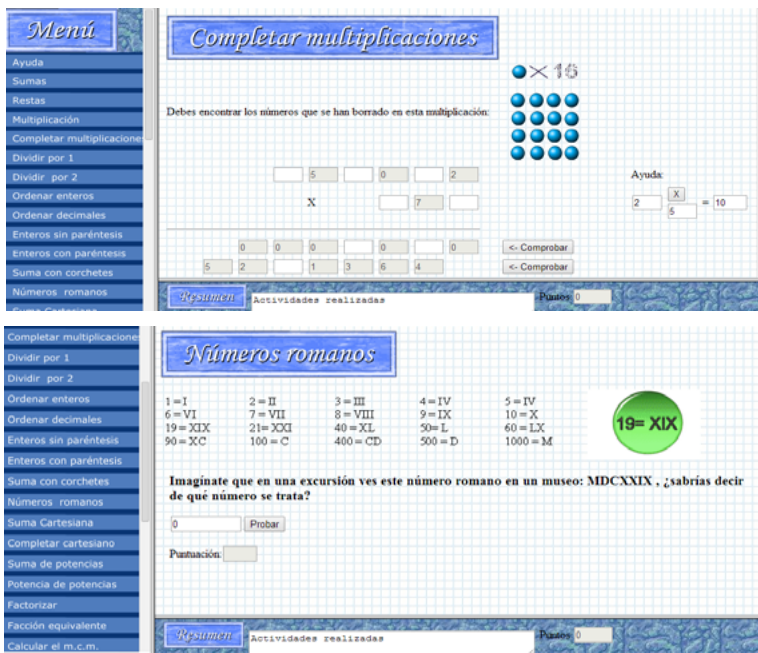 Menú
Ayuda
Sumas
Restas
Multiplicación
Completar multiplicacione
Dividir por 1
Dividir por 2
Ordenar enteros
Ordenar decimales
Enteros sin paréntesis
Enteros con paréntesis
Suma con corchetes
Números romanos
Suma Cartesiana
Completar multiplicaciones
X 16
Debes encontrar los números que se han borrado en esta multiplicación:
5 0 2
X 7
0 0 0 0 0 <- Comprobar
5 2 1 3 6 4 <- Comprobar
Ayuda:
2 X 5 = 10
Resumen Actividades realizadas Puntos 0
Completar multiplicacione
Dividir por 1
Dividir por 2
Ordenar enteros
Ordenar decimales
Enteros sin paréntesis
Enteros con paréntesis
Suma con corchetes
Números romanos
Suma Cartesiana
Completar cartesiano
Suma de potencias
Potencia de potencias
Factorizar
Facción equivalente
Calcular el m.c.m.
Números romanos
1 = I 2 = II 3 = III 4 = IV 5 = IV
6 = VI 7 = VII 8 = VIII 9 = IX 10 = X
19 = XIX 21= XXI 40 = XL 50= L 60 = LX
90 = XC 100 = C 400 = CD 500 = D 1000 = M
19= XIX
Imagínate que en una excursión ves este número romano en un museo: MDCXXIX , ¿sabrías decir
de qué número se trata?
0 Probar
Puntuación:
Resumen Actividades realizadas Puntos 0